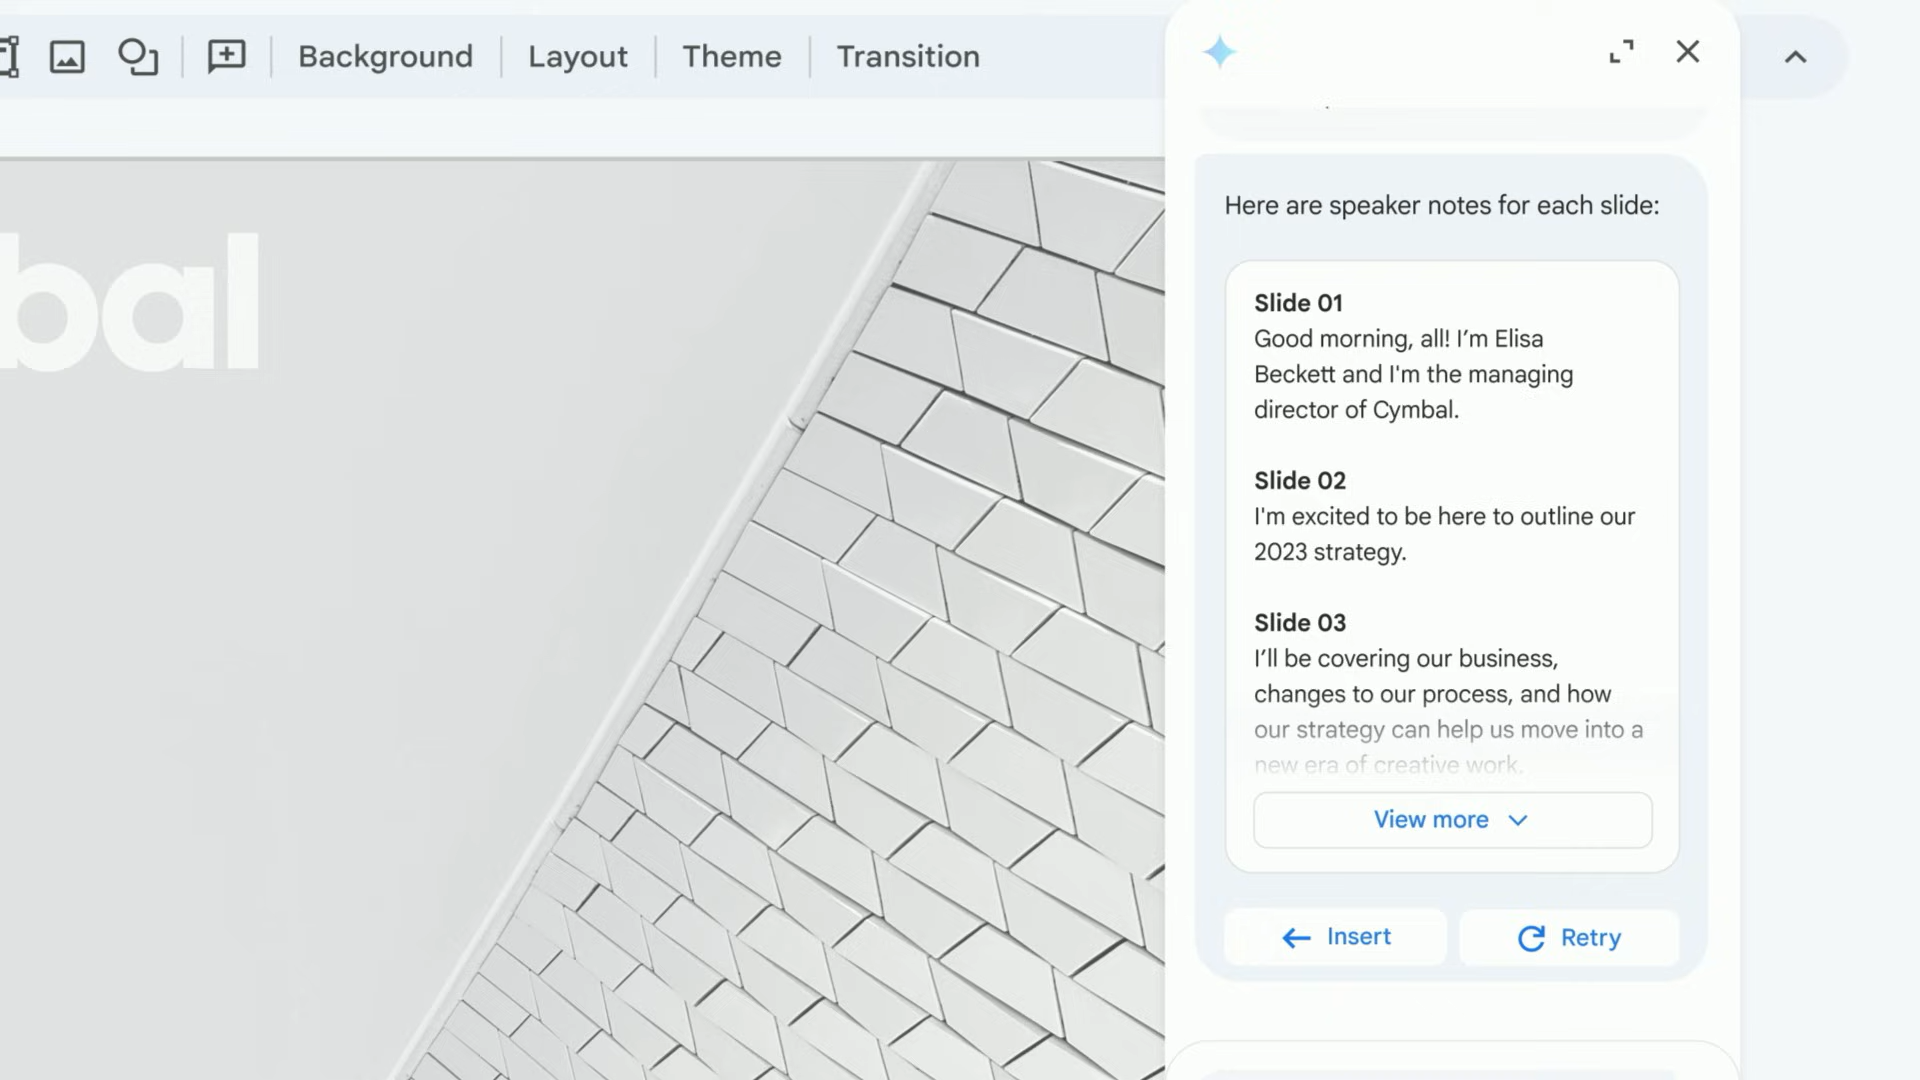 Background
Layout
Theme
Transition
bal
Here are speaker notes for each slide:
Slide 01
Good morning, all! I’m Elisa
Beckett and I'm the managing
director of Cymbal.
Slide 02
I'm excited to be here to outline our
2023 strategy.
Slide 03
I’ll be covering our business,
changes to our process, and how
our strategy can help us move into a
new era of creative work.
View more
Insert
Retry